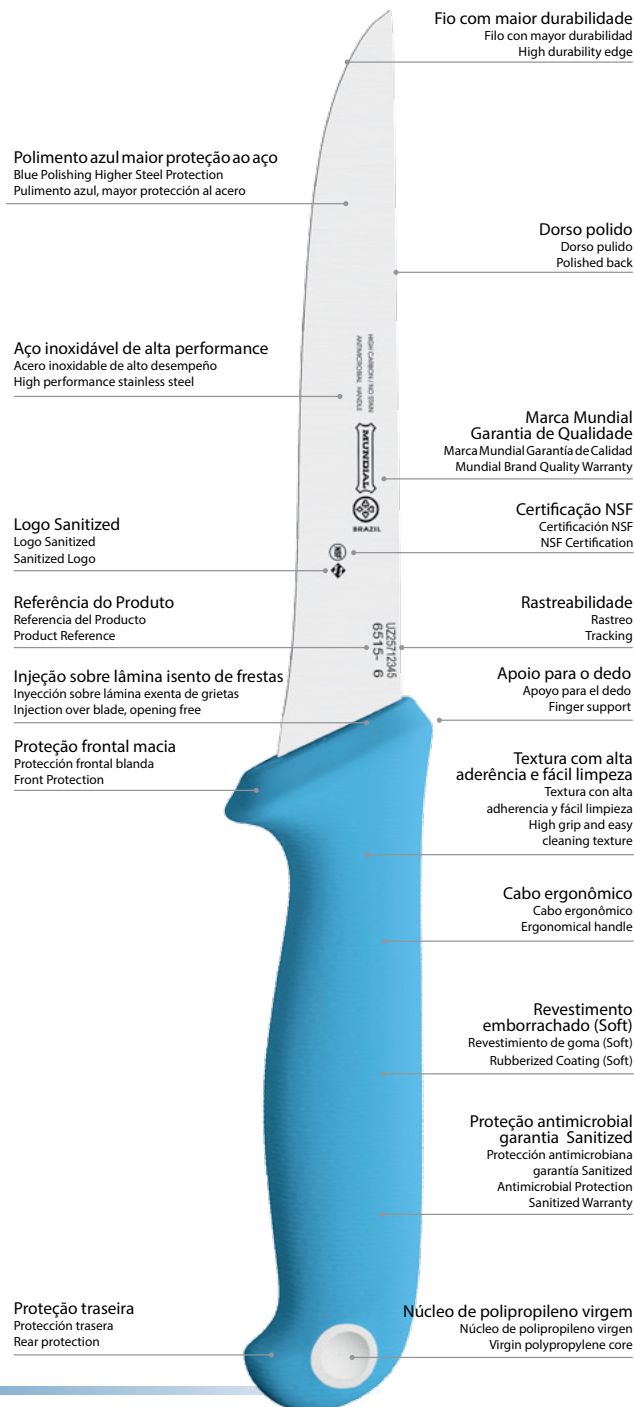 Fio com maior durabilidade
Filo con mayor durabilidad
High durability edge
Polimento azul maior proteção ao aço
Blue Polishing Higher Steel Protection
Pulimento azul, mayor protección al acero
Dorso polido
Dorso pulido
Polished back
Aço inoxidável de alta performance
Acero inoxidable de alto desempeño
High performance stainless steel
HIGH CARBON / NO STAIN
ANTIMICROBIAL HANDLE
MUNDIAL
BRAZIL
NSF
Marca Mundial
Garantia de Qualidade
Marca Mundial Garantía de Calidad
Mundial Brand Quality Warranty
Certificação NSF
Certificación NSF
NSF Certification
Logo Sanitized
Logo Sanitized
Sanitized Logo
Referência do Produto
Referencia del Producto
Product Reference
UZ25712345
6515- 6
Rastreabilidade
Rastreo
Tracking
Injeção sobre lâmina isento de frestas
Inyección sobre lámina exenta de grietas
Injection over blade, opening free
Apoio para o dedo
Apoyo para el dedo
Finger support
Proteção frontal macia
Protección frontal blanda
Front Protection
Textura com alta
aderência e fácil limpeza
Textura con alta
adherencia y fácil limpieza
High grip and easy
cleaning texture
Cabo ergonômico
Cabo ergonômico
Ergonomical handle
Revestimento
emborrachado (Soft)
Revestimiento de goma (Soft)
Rubberized Coating (Soft)
Proteção antimicrobial
garantia Sanitized
Protección antimicrobiana
garantía Sanitized
Antimicrobial Protection
Sanitized Warranty
Proteção traseira
Protección trasera
Rear protection
Núcleo de polipropileno virgem
Núcleo de polipropileno virgen
Virgin polypropylene core